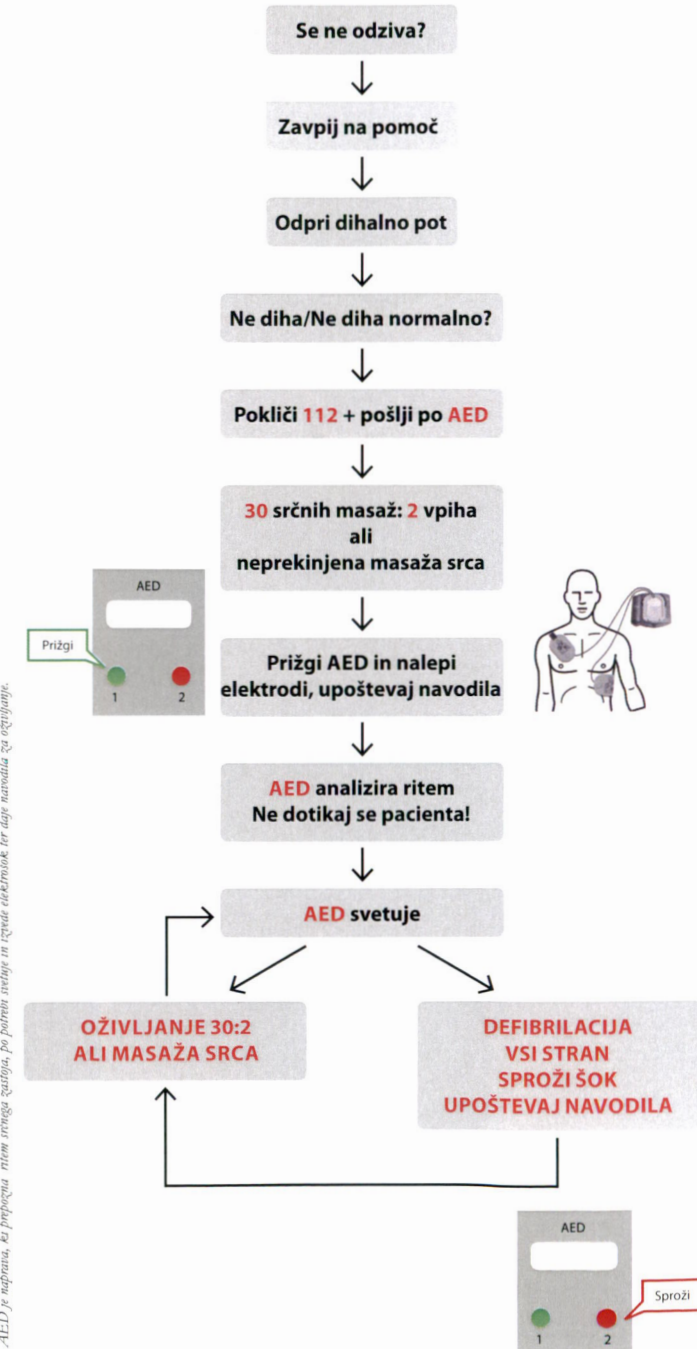 Se ne odziva?
Zavpij na pomoč
Odpri dihalno pot
Ne diha/Ne diha normalno?
Pokliči 112 + pošlji po AED
30 srčnih masaž: 2 vpiha
ali
neprekinjena masaža srca
AED
Prižgi
1 2
Prižgi AED in nalepi
elektrodi, upoštevaj navodila
AED analizira ritem
Ne dotikaj se pacienta!
AED svetuje
OŽIVLJANJE 30:2
ALI MASAŽA SRCA
DEFIBRILACIJA
VSI STRAN
SPROŽI ŠOK
UPOŠTEVAJ NAVODILA
AED
Sproži
1 2
AED je naprava, ki prepozna ritem srčnega zastoja, po potrebi svetuje in izvede elektrošok ter daje navodila za oživljanje.